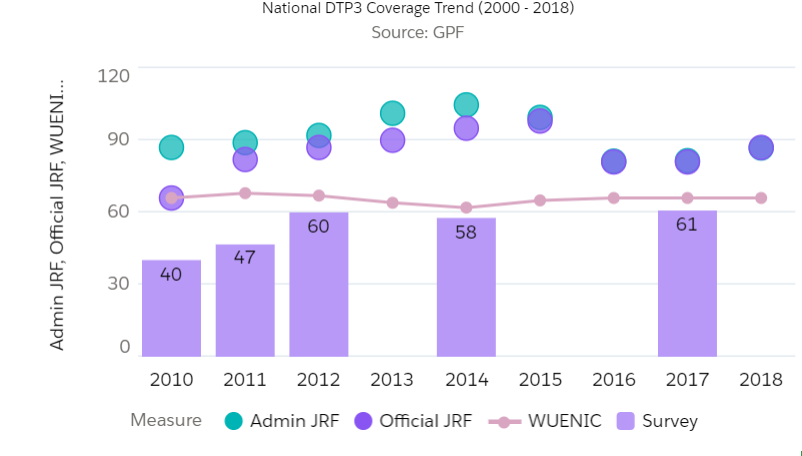 National DTP3 Coverage Trend (2000 - 2018)
Source: GPF
Admin JRF, Official JRF, WUENI...
120
90
60
30
0
40
47
60
58
61
2010 2011 2012 2013 2014 2015 2016 2017 2018
Measure Admin JRF Official JRF WUENIC Survey